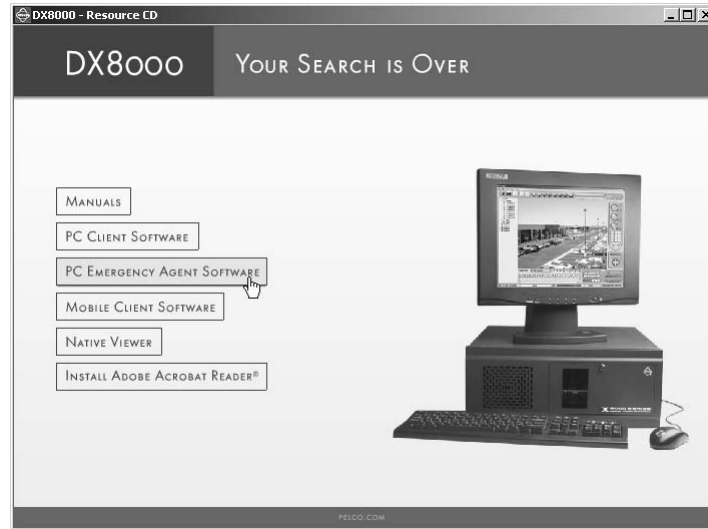 DX8000 - Resource CD
DX8000
YOUR SEARCH IS OVER
MANUALS
PC CLIENT SOFTWARE
PC EMERGENCY AGENT SOFTWARE
MOBILE CLIENT SOFTWARE
NATIVE VIEWER
INSTALL ADOBE ACROBAT READER®
PELCO.COM